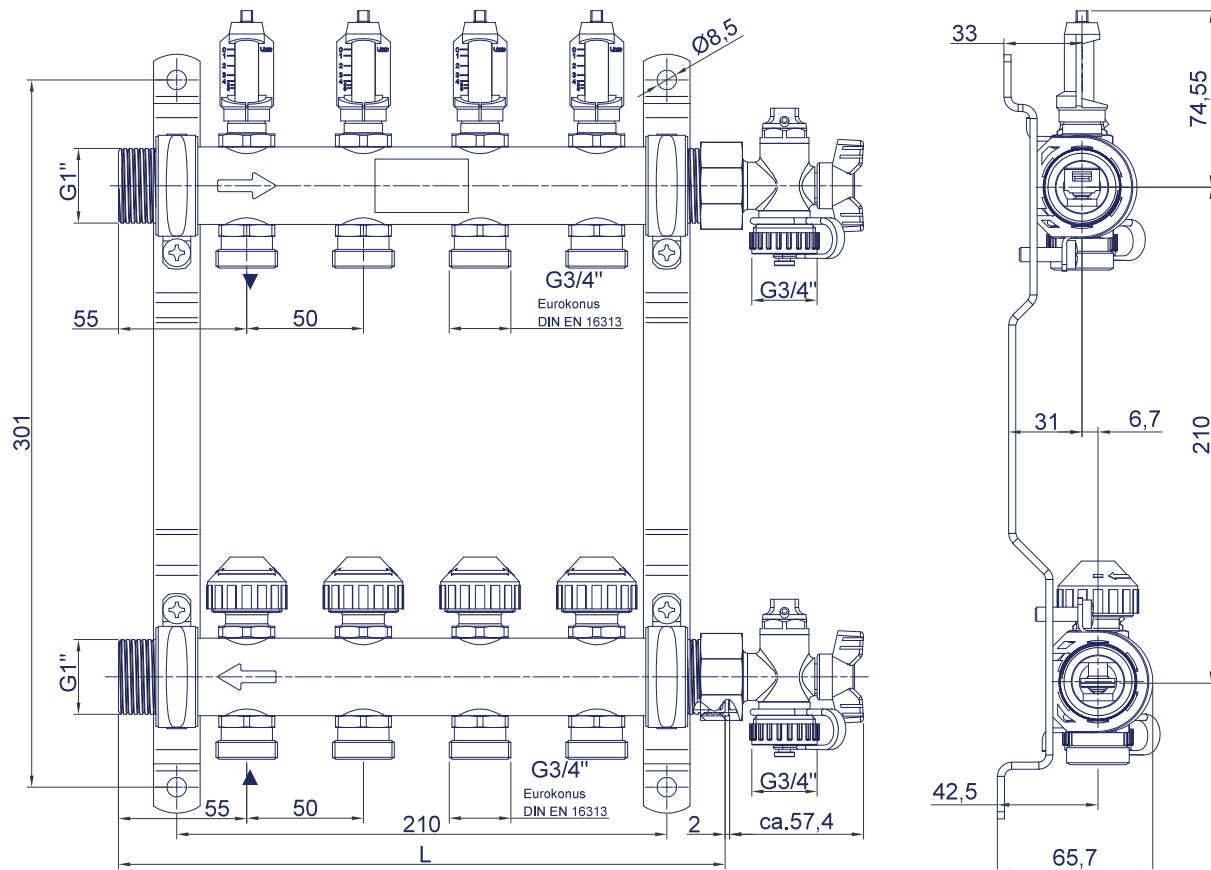 Ø8,5
33
74,55
G1"
G3/4"
Eurokonus
DIN EN 16313
G3/4"
55
50
301
31
6,7
210
G1"
G3/4"
Eurokonus
DIN EN 16313
G3/4"
55
50
210
2
ca.57,4
L
42,5
65,7